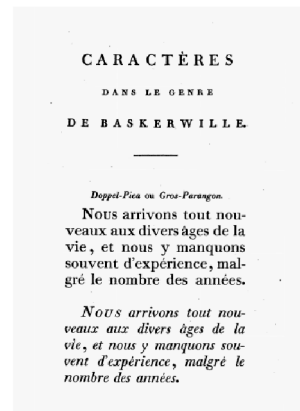 CARACTÈRES
DANS LE GENRE
DE BASKERWILLE.
Doppel-Pica ou Gros-Parangon.
Nous arrivons tout nou-
veaux aux divers âges de la
vie, et nous y manquons
souvent d'expérience, mal-
gré le nombre des années.
Nous arrivons tout nou-
veaux aux divers âges de la
vie, et nous y manquons sou-
vent d'expérience, malgré le
nombre des années.